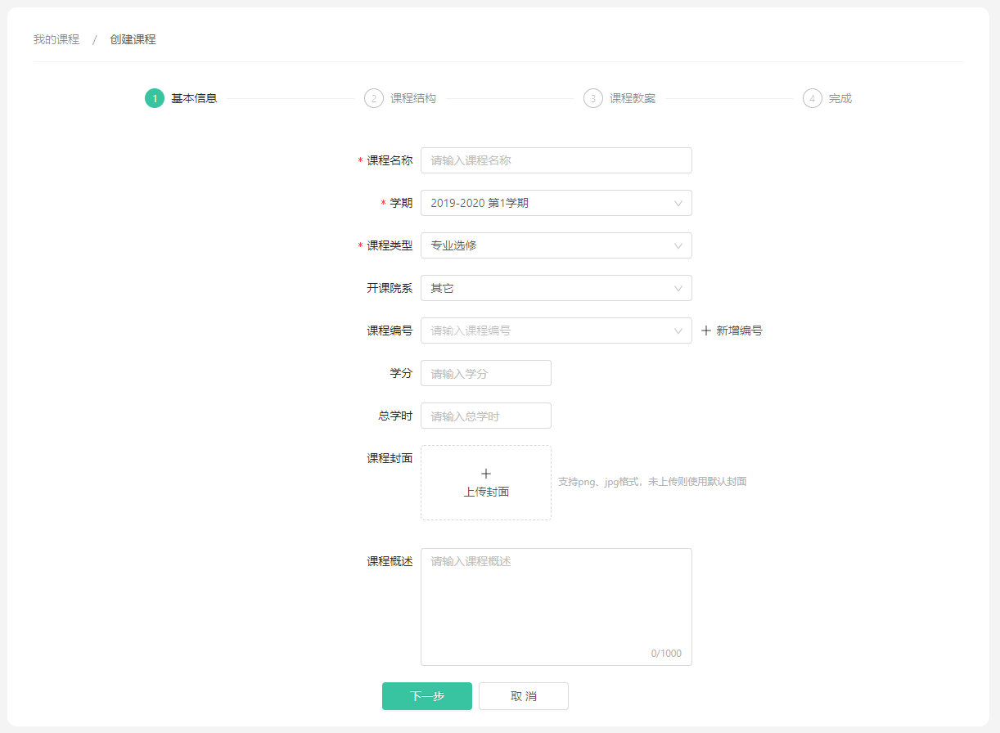 我的课程 / 创建课程
1 基本信息 2 课程结构 3 课程教案 4 完成
* 课程名称 请输入课程名称
* 学期 2019-2020 第1学期
* 课程类型 专业选修
开课院系 其它
课程编号 请输入课程编号 + 新增编号
学分 请输入学分
总学时 请输入总学时
课程封面
+
上传封面
支持png、jpg格式，未上传则使用默认封面
课程概述 请输入课程概述
0/1000
下一步 取 消